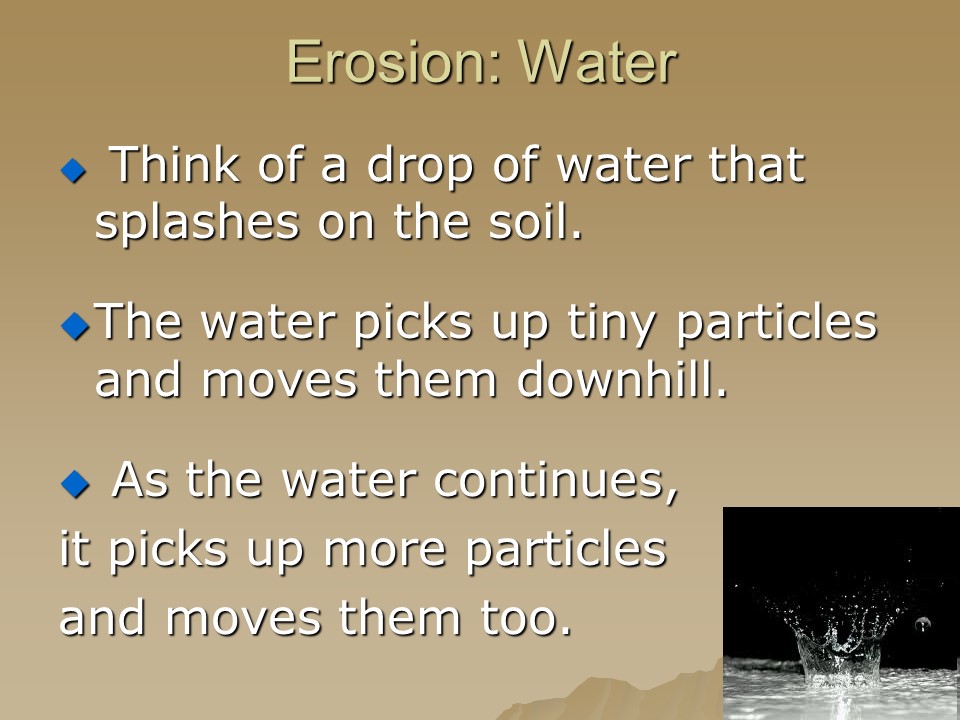 Erosion: Water
Think of a drop of water that
splashes on the soil.
The water picks up tiny particles
and moves them downhill.
As the water continues,
it picks up more particles
and moves them too.